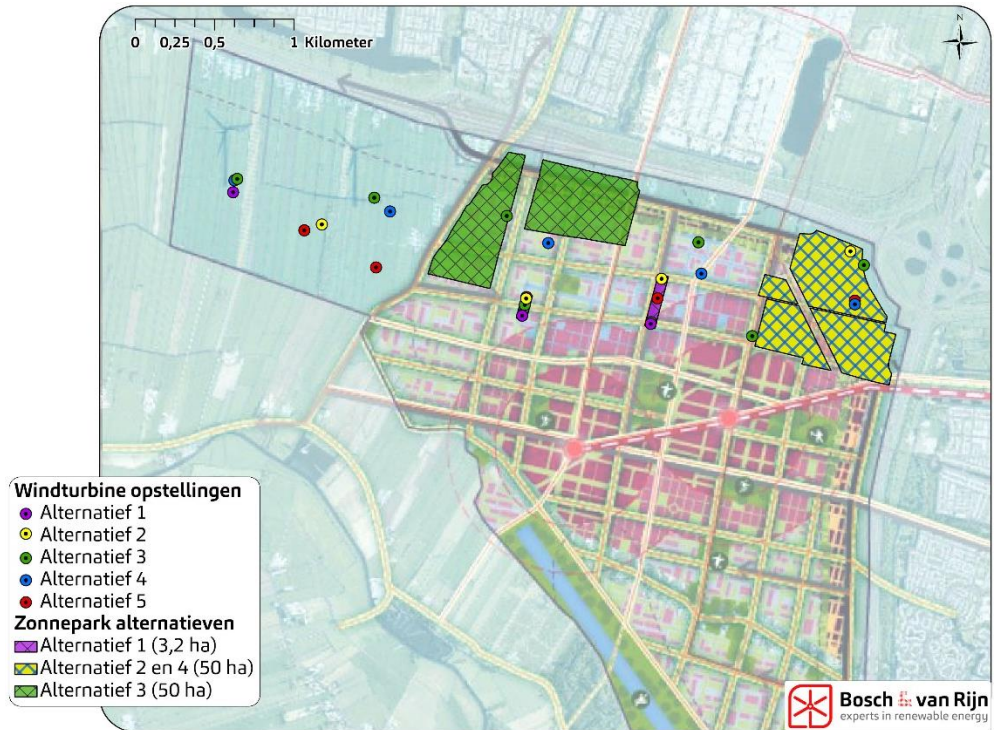 N
0 0,25 0,5 1 Kilometer
Windturbine opstellingen
Alternatief 1
Alternatief 2
Alternatief 3
Alternatief 4
Alternatief 5
Zonnepark alternatieven
Alternatief 1 (3,2 ha)
Alternatief 2 en 4 (50 ha)
Alternatief 3 (50 ha)
Bosch & van Rijn
experts in renewable energy